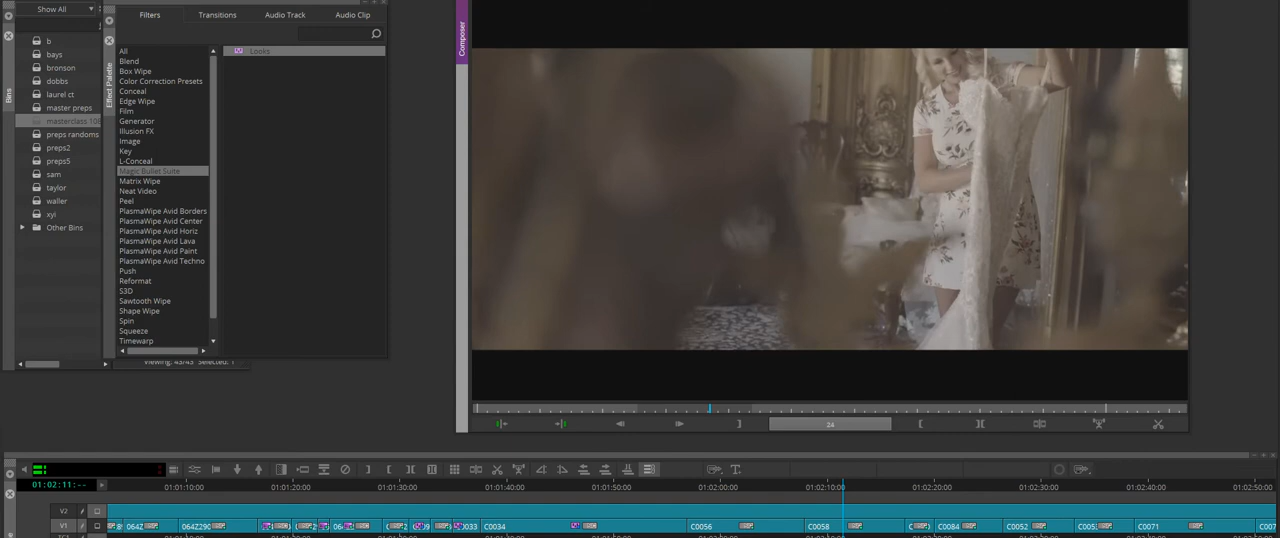 Show All
Filters
Transitions
Audio Track
Audio Clip
Composer
Bins
Effect Palette
b
bays
bronson
dobbs
laurel ct
master preps
masterclass 108
preps randoms
preps2
preps5
sam
taylor
waller
xyi
Other Bins
All
Blend
Box Wipe
Color Correction Presets
Conceal
Edge Wipe
Film
Generator
Illusion FX
Image
Key
L-Conceal
Magic Bullet Suite
Matrix Wipe
Neat Video
Peel
PlasmaWipe Avid Borders
PlasmaWipe Avid Center
PlasmaWipe Avid Horiz
PlasmaWipe Avid Lava
PlasmaWipe Avid Paint
PlasmaWipe Avid Techno
Push
Reformat
S3D
Sawtooth Wipe
Shape Wipe
Spin
Squeeze
Timewarp
Looks
Viewing: 43/43 Selected: 1
24
01:02:11:--
01:01:10:00 01:01:20:00 01:01:30:00 01:01:40:00 01:01:50:00 01:02:00:00 01:02:10:00 01:02:20:00 01:02:30:00 01:02:40:00 01:02:50:00
V2
V1 064Z 064Z290 C0034 C0056 C0058 C0084 C0052 C0071